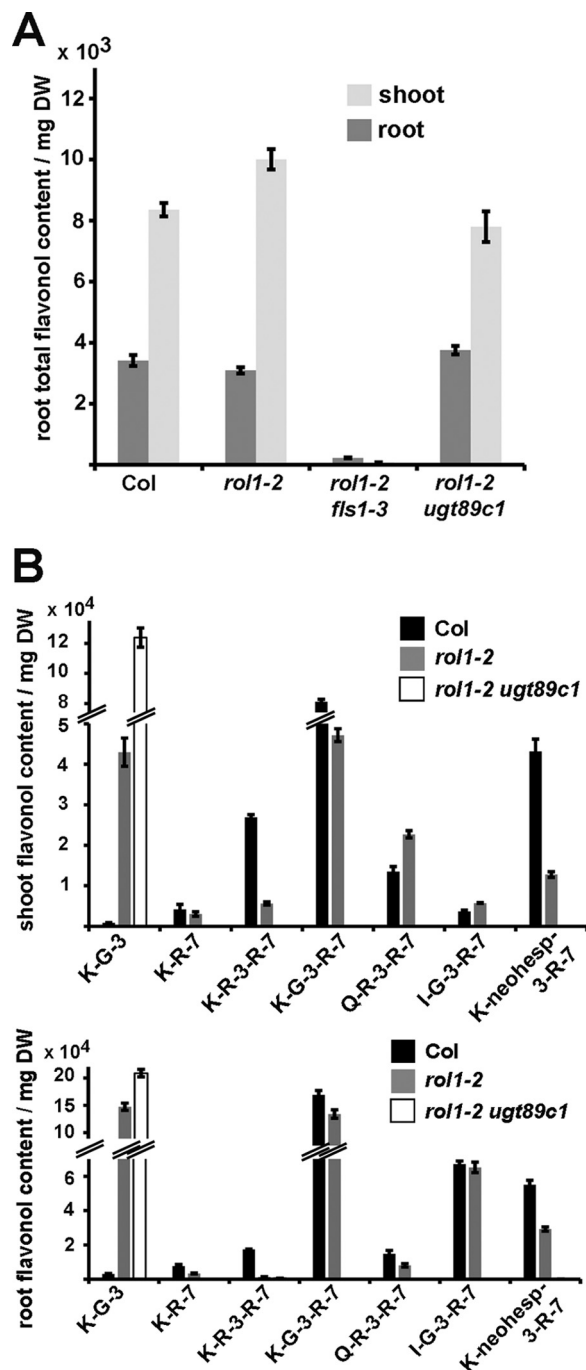 A
x 10³
root total flavonol content / mg DW
12
10
8
6
4
2
shoot
root
Col
rol1-2
rol1-2
fls1-3
rol1-2
ugt89c1
B
x 10⁴
shoot flavonol content / mg DW
12
10
8
5
4
3
2
1
Col
rol1-2
rol1-2 ugt89c1
K-G-3
K-R-7
K-R-3-R-7
K-G-3-R-7
Q-R-3-R-7
I-G-3-R-7
K-neohesp-
3-R-7
x 10⁴
root flavonol content / mg DW
20
15
10
6
4
2
Col
rol1-2
rol1-2 ugt89c1
K-G-3
K-R-7
K-R-3-R-7
K-G-3-R-7
Q-R-3-R-7
I-G-3-R-7
K-neohesp-
3-R-7